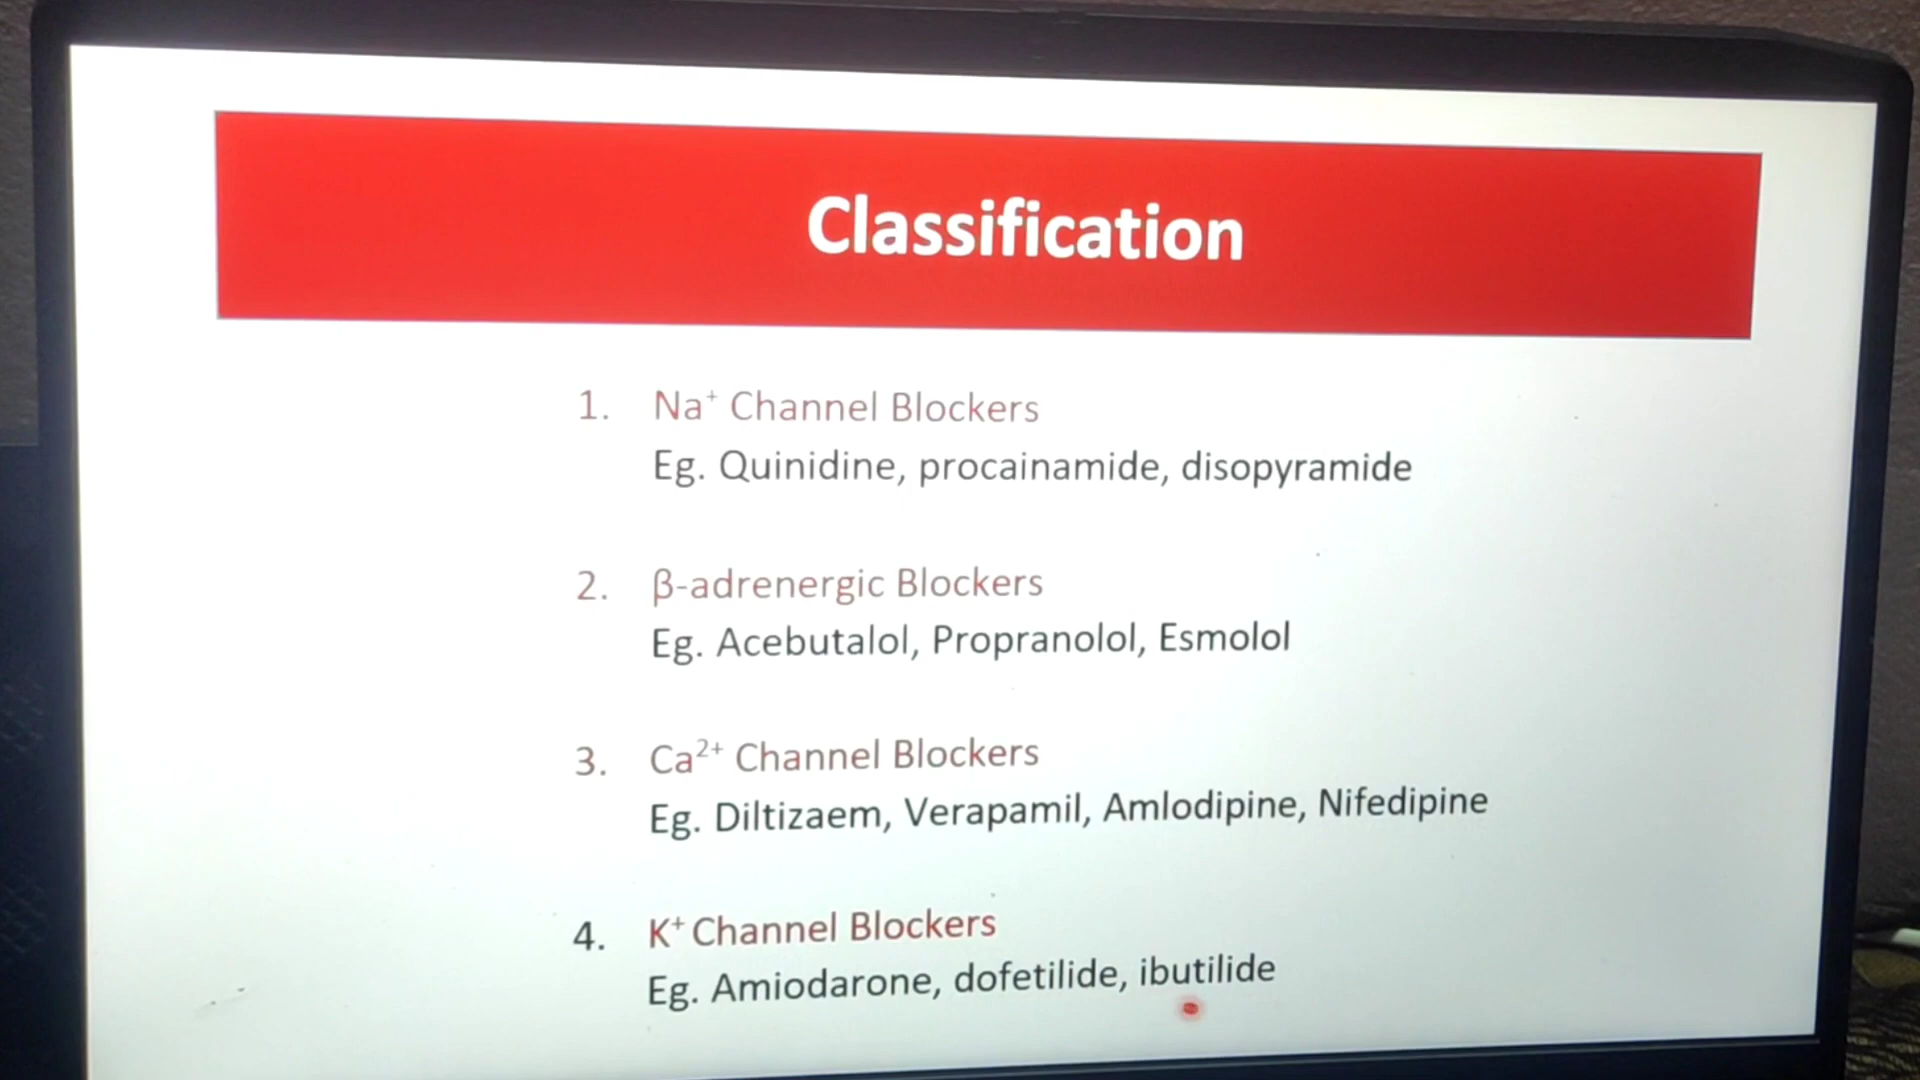 Classification
1. Na⁺ Channel Blockers
Eg. Quinidine, procainamide, disopyramide
2. β-adrenergic Blockers
Eg. Acebutalol, Propranolol, Esmolol
3. Ca²⁺ Channel Blockers
Eg. Diltizaem, Verapamil, Amlodipine, Nifedipine
4. K⁺ Channel Blockers
Eg. Amiodarone, dofetilide, ibutilide